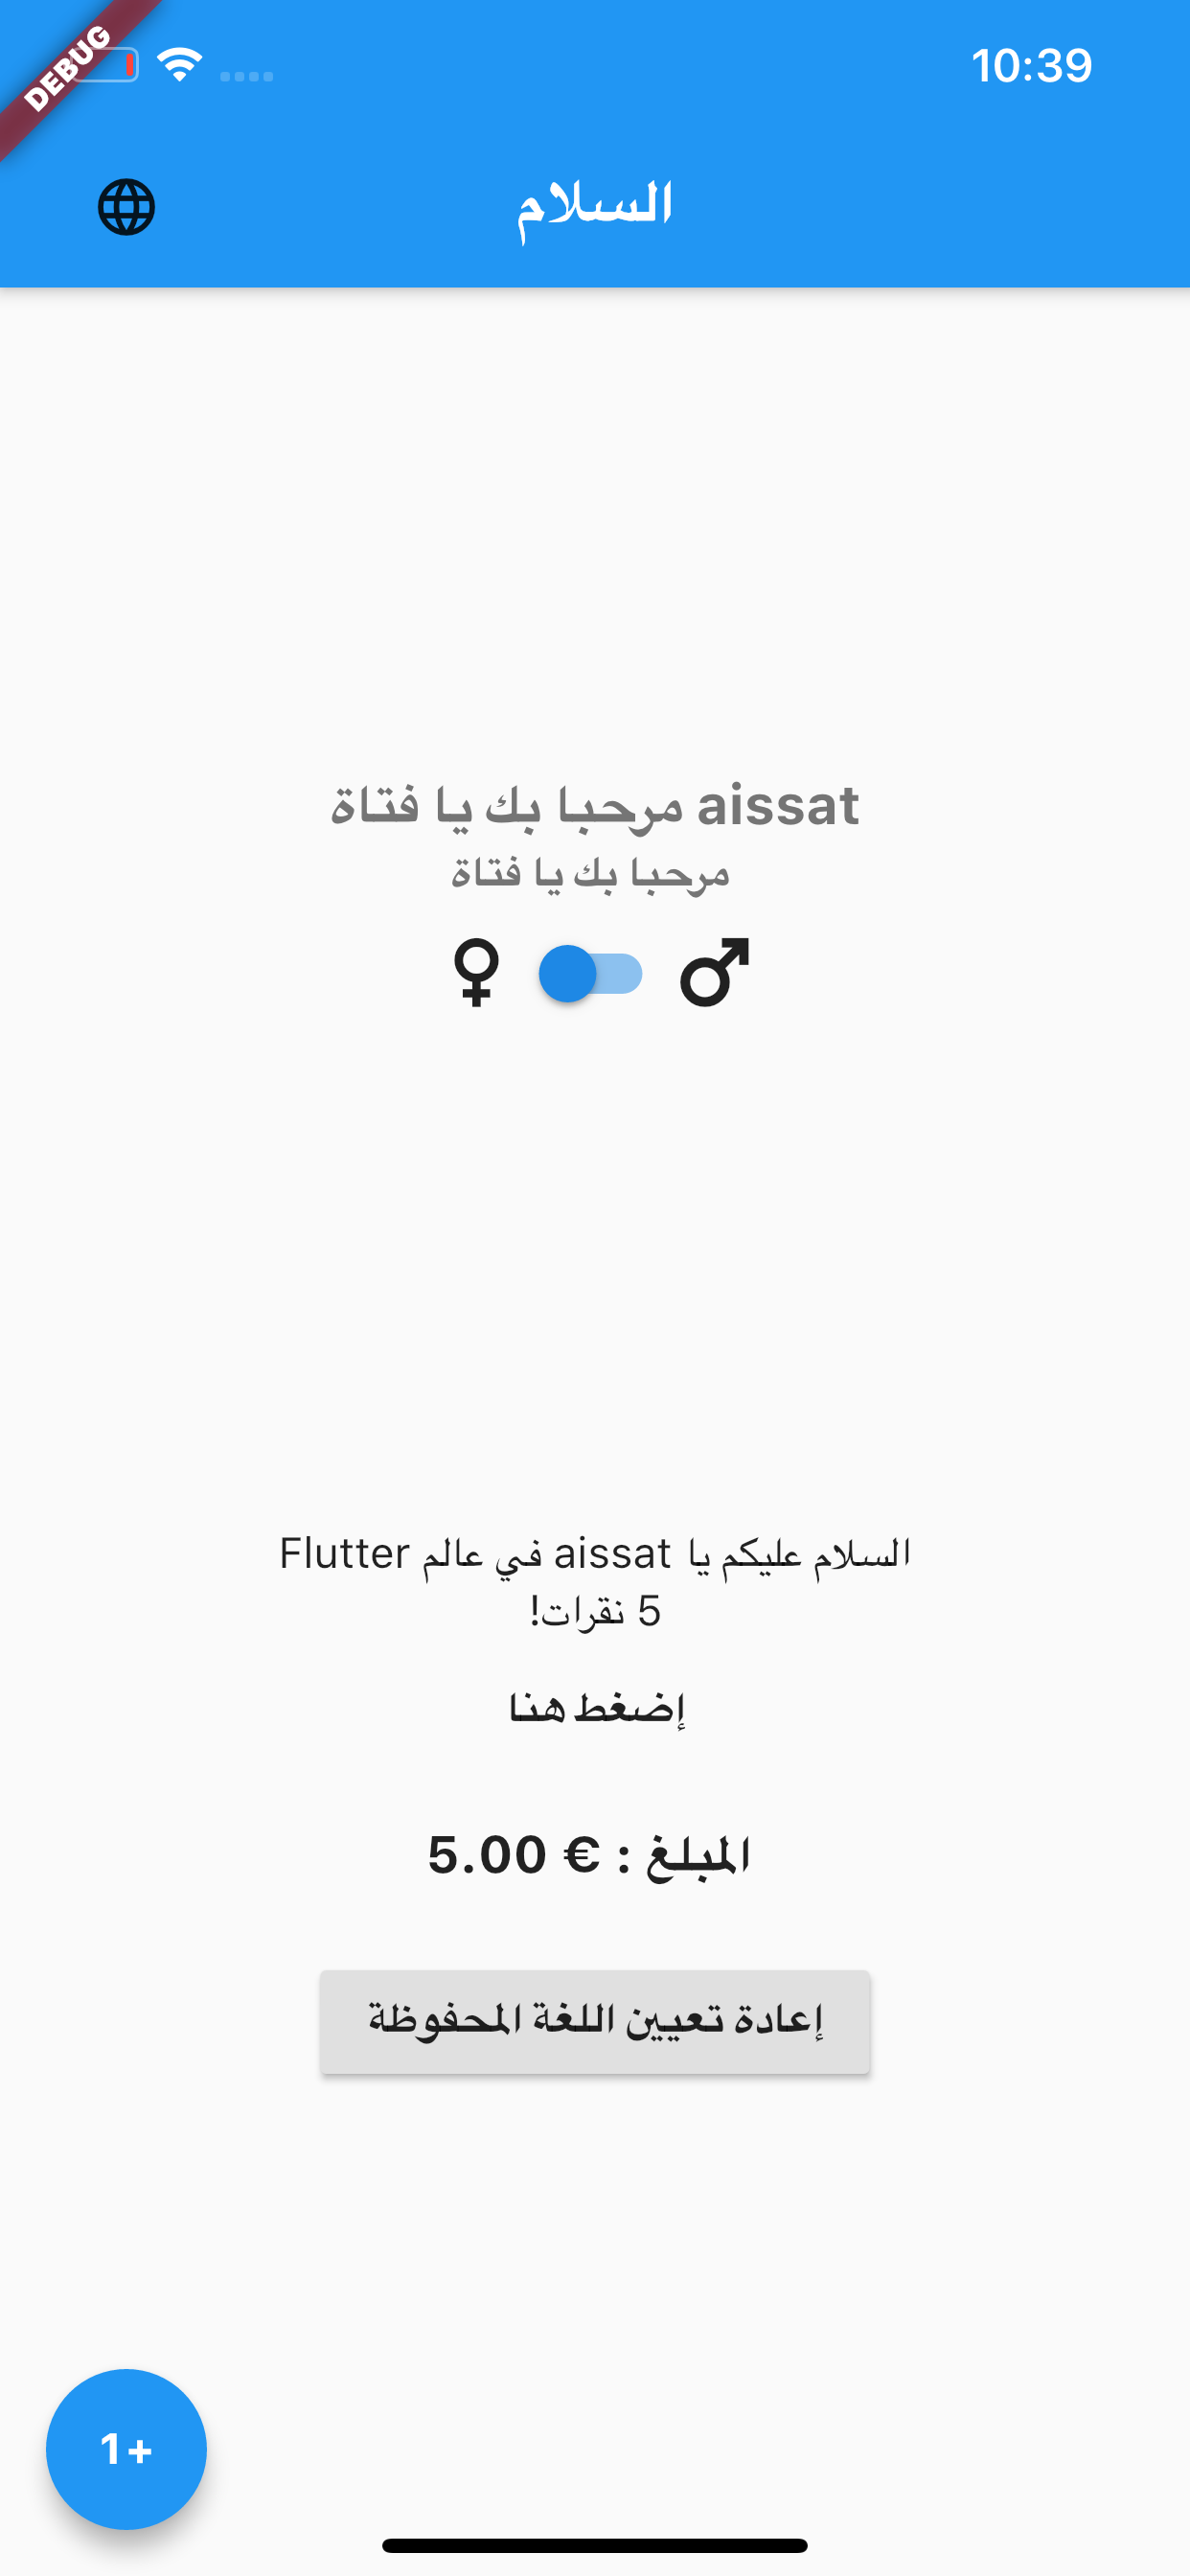 DEBUG
10:39
السلام
aissat مرحبا بك يا فتاة
مرحبا بك يا فتاة
السلام عليكم يا aissat في عالم Flutter
5 نقرات!
إضغط هنا
المبلغ : € 5.00
إعادة تعيين اللغة المحفوظة
1+